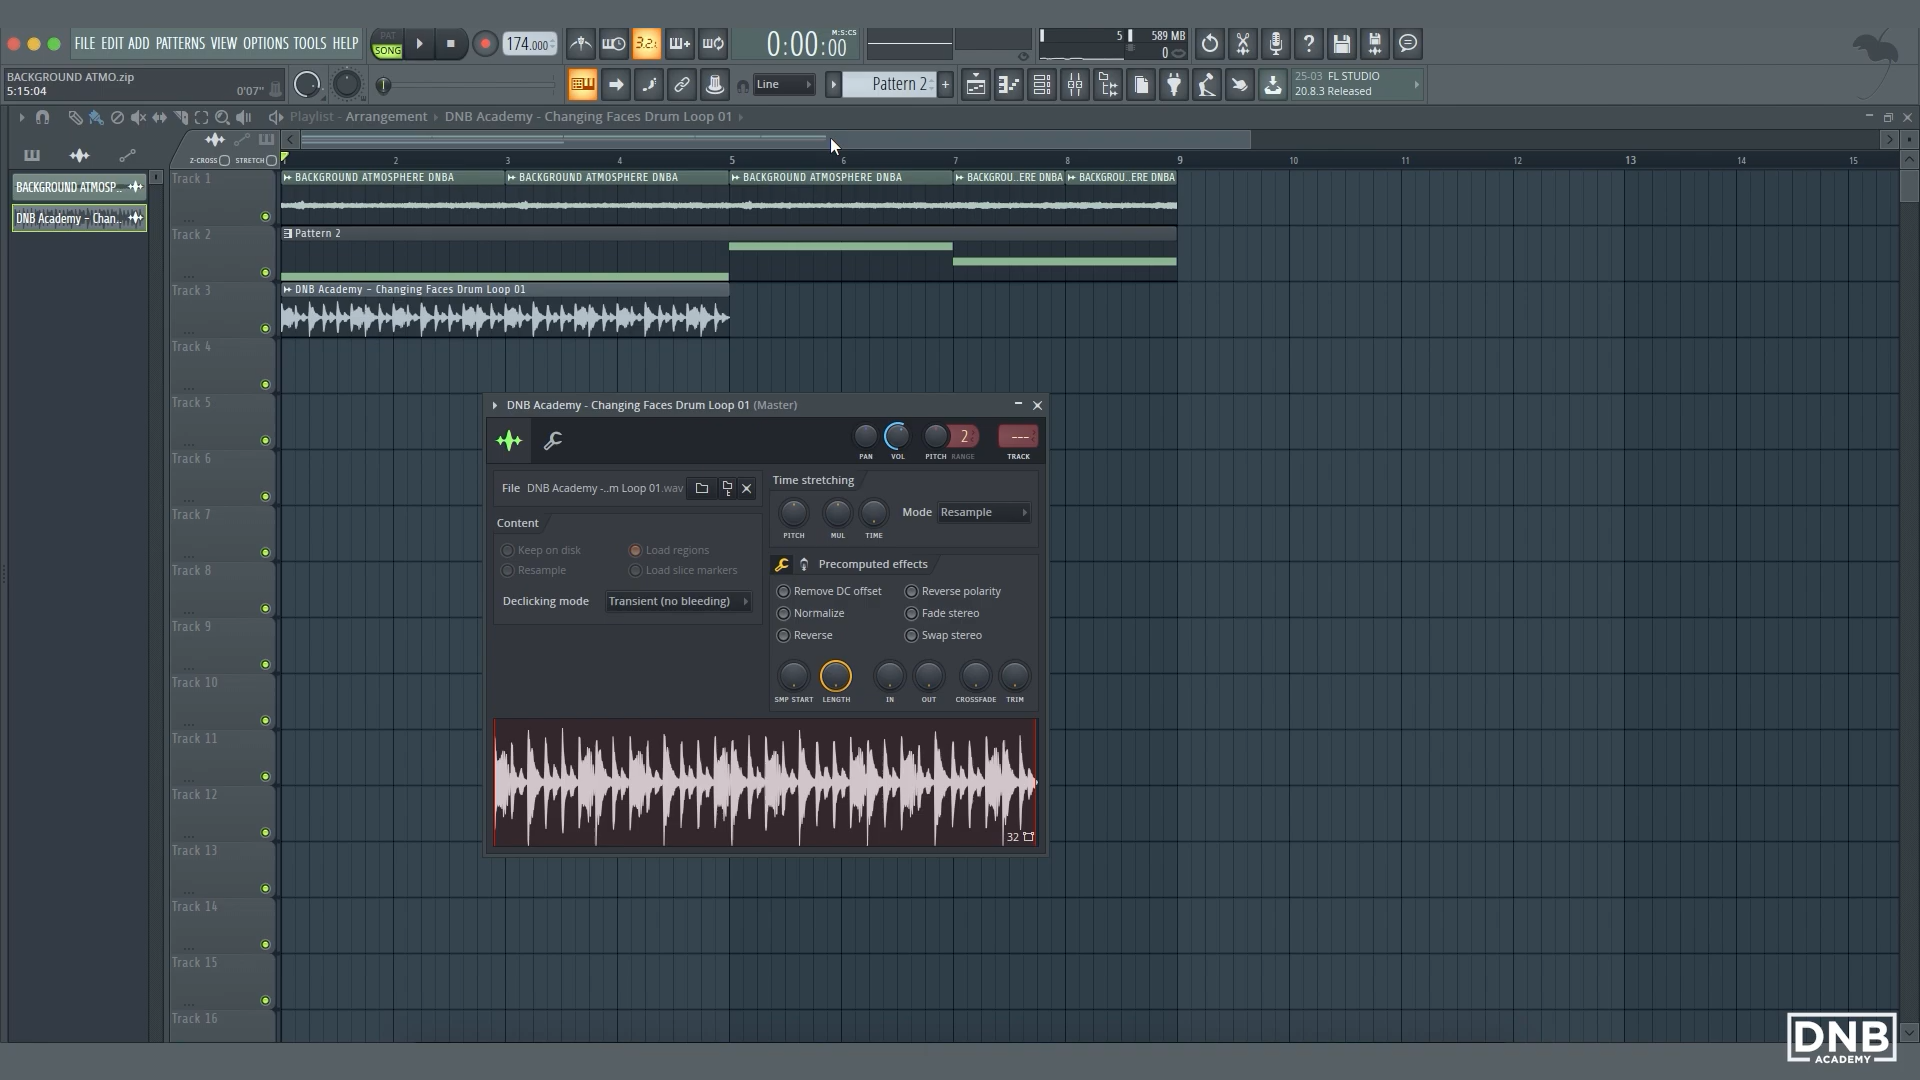 FILE EDIT ADD PATTERNS VIEW OPTIONS TOOLS HELP
PAT
SONG
174.000
3.2.
0:00:00
M:S:CS
5
589 MB
0
BACKGROUND ATMO.zip
5:15:04
0'07"
Line
Pattern 2
+
25-03 FL STUDIO
20.8.3 Released
Playlist - Arrangement › DNB Academy - Changing Faces Drum Loop 01 ›
Z-CROSS
STRETCH
2 3 4 5 6 7 8 9 10 11 12 13 14 15
BACKGROUND ATMOSP..
DNB Academy - Chan..
Track 1
BACKGROUND ATMOSPHERE DNBA
BACKGROUND ATMOSPHERE DNBA
BACKGROUND ATMOSPHERE DNBA
BACKGROU..ERE DNBA
BACKGROU..ERE DNBA
Track 2
Pattern 2
Track 3
DNB Academy - Changing Faces Drum Loop 01
Track 4
Track 5
Track 6
Track 7
Track 8
Track 9
Track 10
Track 11
Track 12
Track 13
Track 14
Track 15
Track 16
DNB Academy - Changing Faces Drum Loop 01 (Master)
2
---
PAN VOL PITCH RANGE TRACK
File DNB Academy -..m Loop 01.wav
Content
Keep on disk
Load regions
Resample
Load slice markers
Declicking mode
Transient (no bleeding)
Time stretching
Mode Resample
PITCH MUL TIME
Precomputed effects
Remove DC offset
Reverse polarity
Normalize
Fade stereo
Reverse
Swap stereo
SMP START LENGTH IN OUT CROSSFADE TRIM
32
DNB
ACADEMY